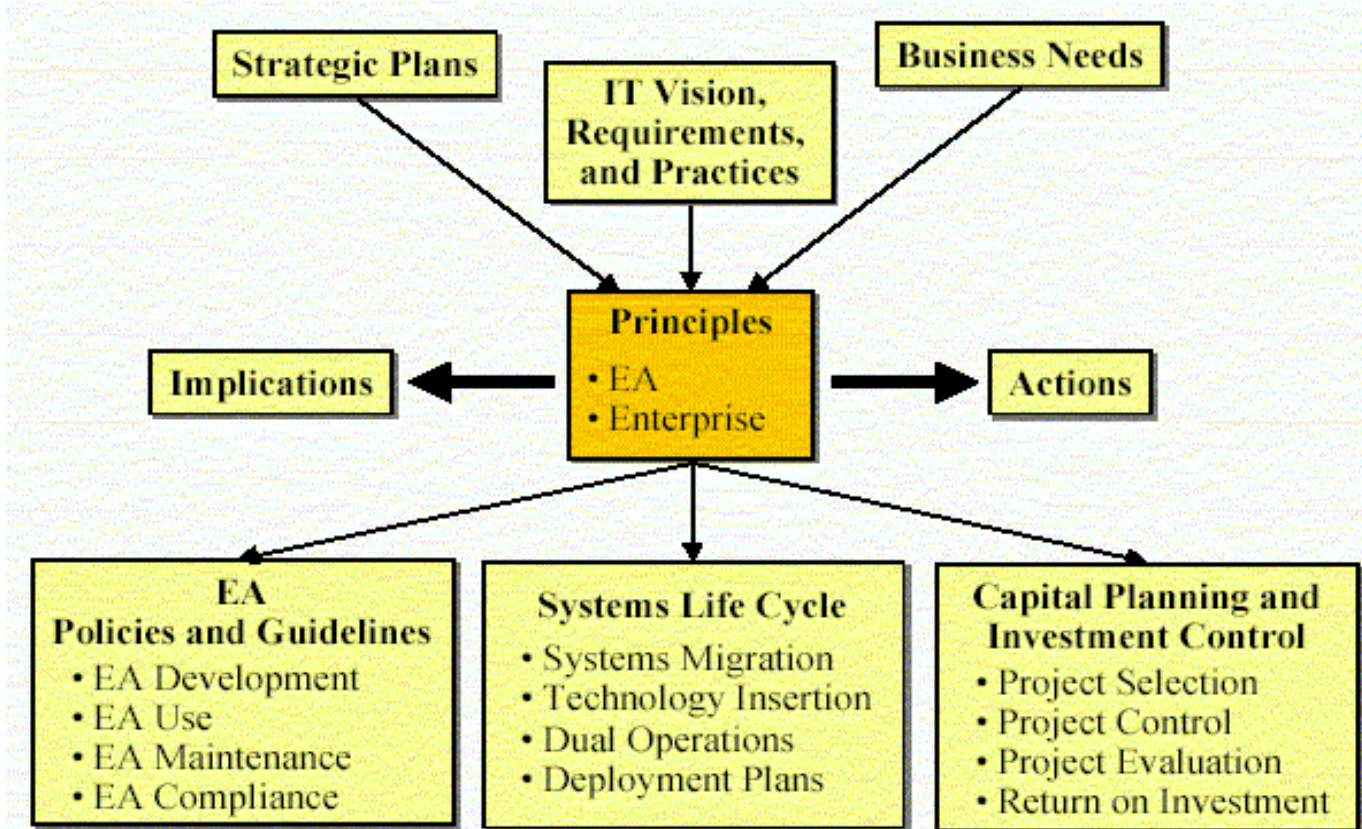 Strategic Plans
IT Vision,
Requirements,
and Practices
Business Needs
Implications
Principles
• EA
• Enterprise
Actions
EA
Policies and Guidelines
• EA Development
• EA Use
• EA Maintenance
• EA Compliance
Systems Life Cycle
• Systems Migration
• Technology Insertion
• Dual Operations
• Deployment Plans
Capital Planning and
Investment Control
• Project Selection
• Project Control
• Project Evaluation
• Return on Investment